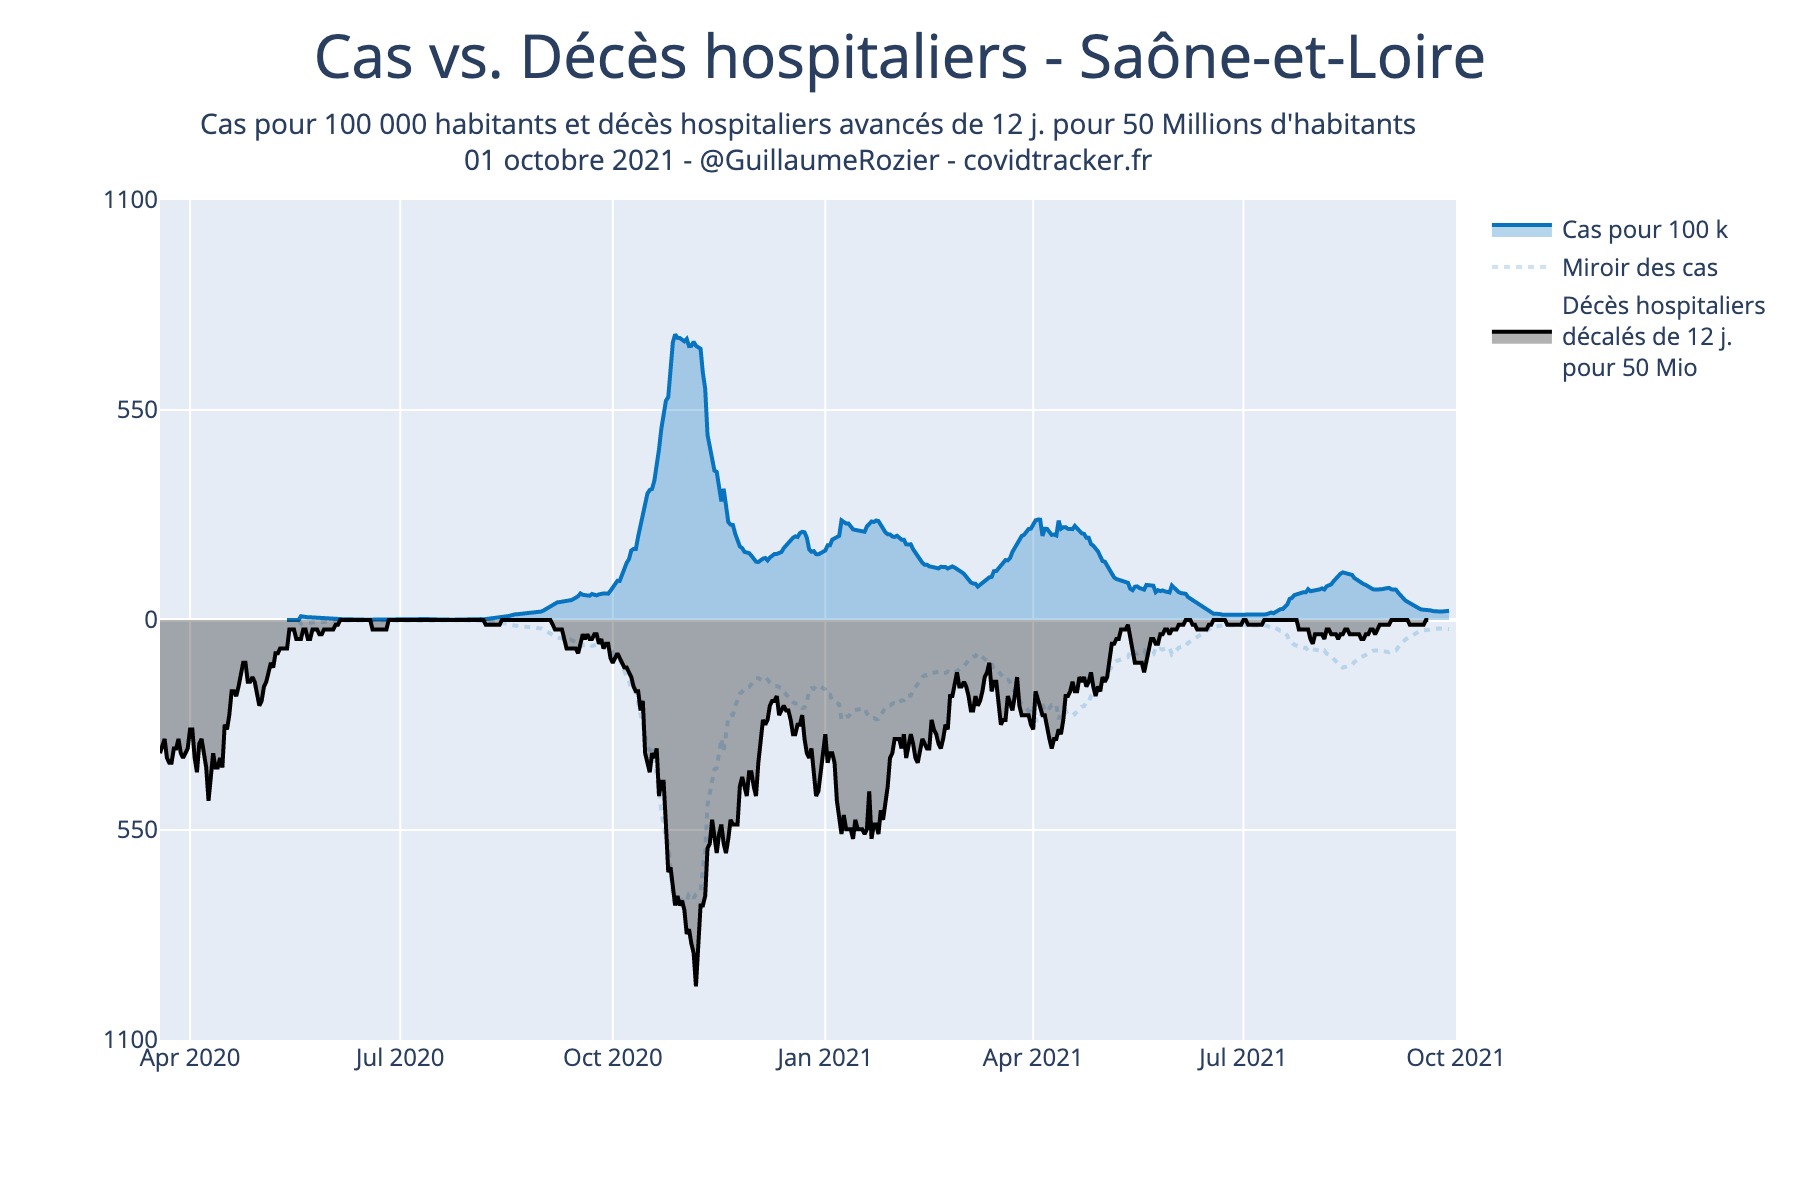 Cas vs. Décès hospitaliers - Saône-et-Loire
Cas pour 100 000 habitants et décès hospitaliers avancés de 12 j. pour 50 Millions d'habitants
01 octobre 2021 - @GuillaumeRozier - covidtracker.fr
1100
550
0
550
1100
Apr 2020
Jul 2020
Oct 2020
Jan 2021
Apr 2021
Jul 2021
Oct 2021
Cas pour 100 k
Miroir des cas
Décès hospitaliers
décalés de 12 j.
pour 50 Mio